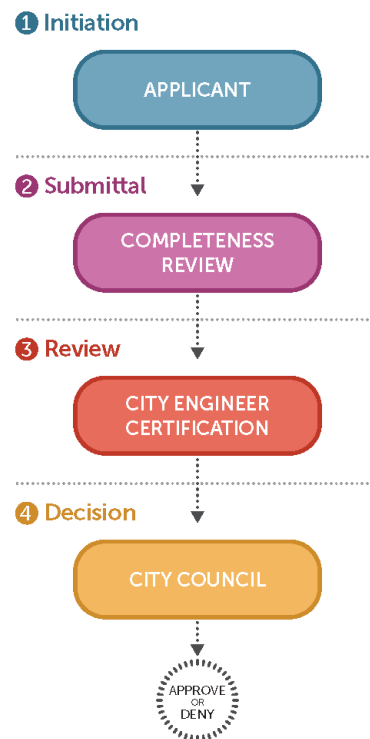 1 Initiation
APPLICANT
2 Submittal
COMPLETENESS
REVIEW
3 Review
CITY ENGINEER
CERTIFICATION
4 Decision
CITY COUNCIL
APPROVE
OR
DENY